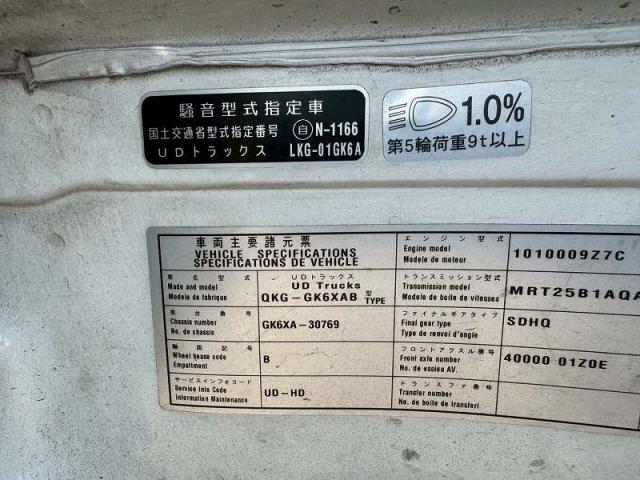 騒音型式指定車
国土交通省型式指定番号 自 N-1166
UDトラックス LKG-01GK6A
1.0%
第5輪荷重9t以上
車両主要諸元票
VEHICLE SPECIFICATIONS
SPECIFICATIONS DE VEHICLE
車名型式
Made and model
Modele de fabrique
UDトラックス
UD Trucks
QKG-GK6XAB 型 TYPE
車台番号
Chassis number
No. de chassis
GK6XA-30769
軸距記号
Wheel base code
Empattement
B
サービスインフォコード
Service Info Code
Information Maintenance
UD-HD
エンジン型式
Engine model
Modele de moteur
1010009Z7C
トランスミッション型式
Transmission model
Modele de boite de vitesses
MRT25B1AQA
ファイナルギアタイプ
Final gear type
Type de renvoi d'angle
SDHQ
フロントアクスル番号
Front axle number
No. de essieu AV.
40000 01Z0E
トランスファ番号
Transfer number
No. de boite de transferi